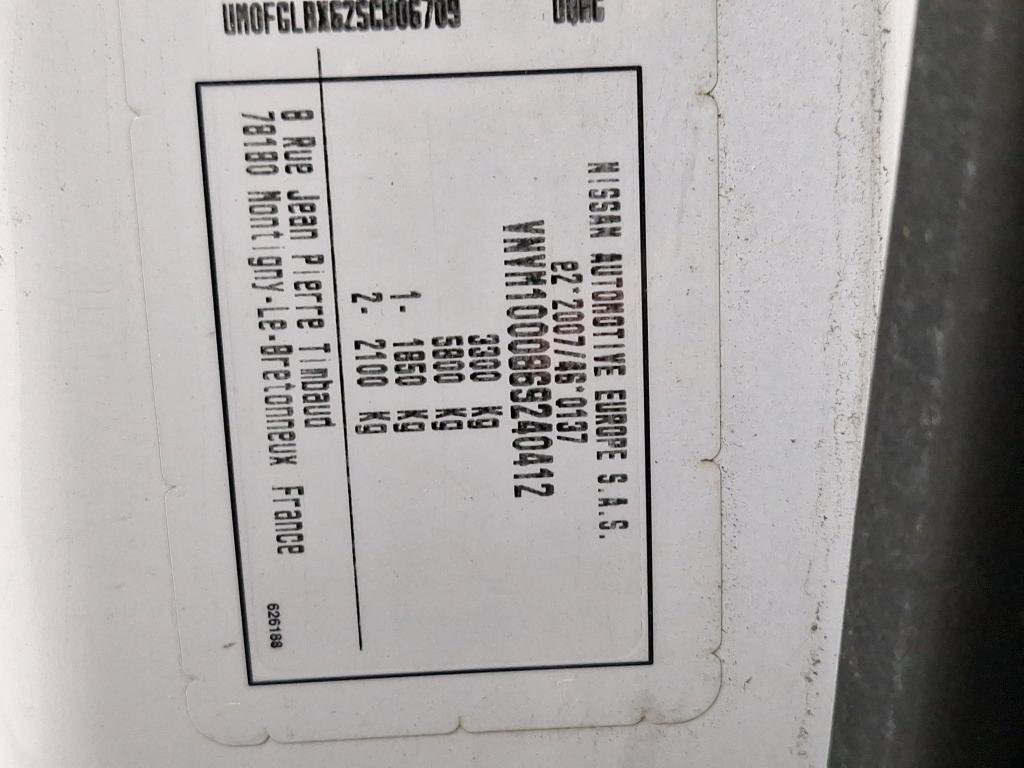 NISSAN AUTOMOTIVE EUROPE S.A.S.
e2*2007/46*0137
VNVM1000869240412
3300 Kg
5800 Kg
1- 1850 Kg
2- 2100 Kg
8 Rue Jean Pierre Timbaud
78180 Montigny-Le-Bretonneux France
626188